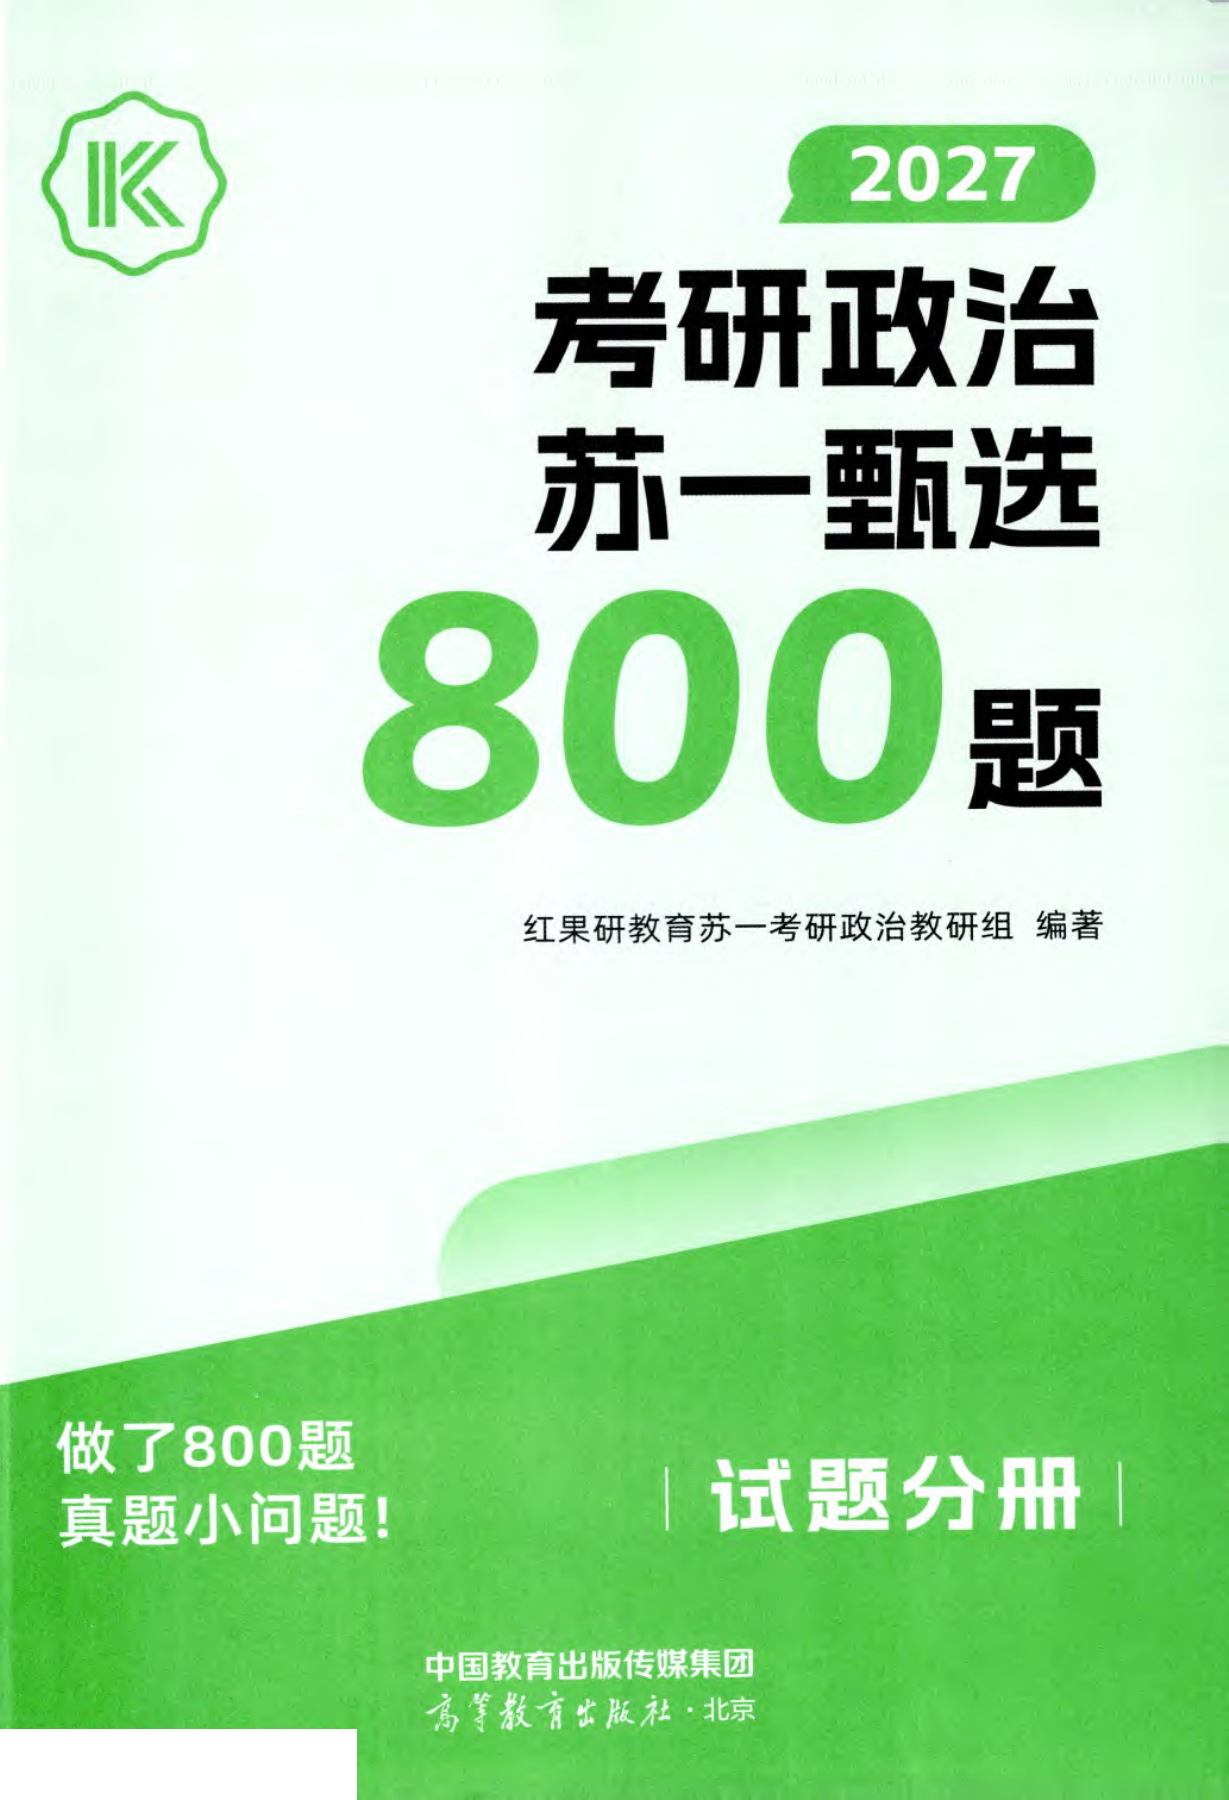 2027
考研政治
苏一甄选
800题
红果研教育苏一考研政治教研组 编著
做了800题
真题小问题!
试题分册
中国教育出版传媒集团
高等教育出版社·北京